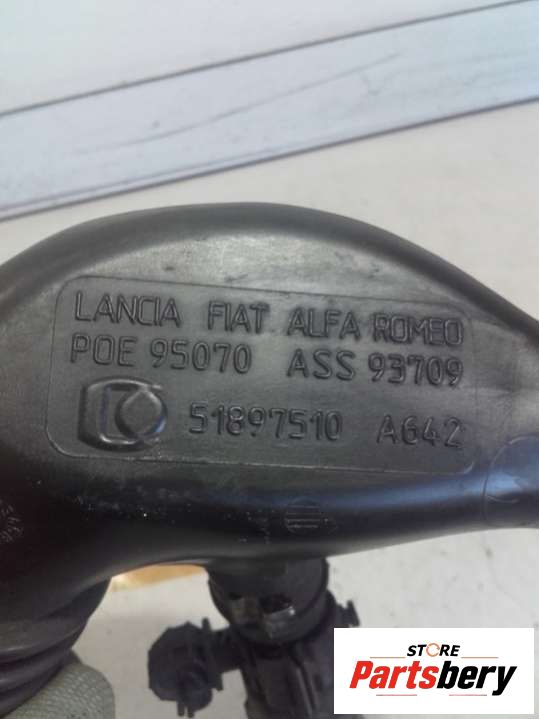 LANCIA FIAT ALFA ROMEO
POE 95070 ASS 93709
51897510 A642
STORE
Partsbery